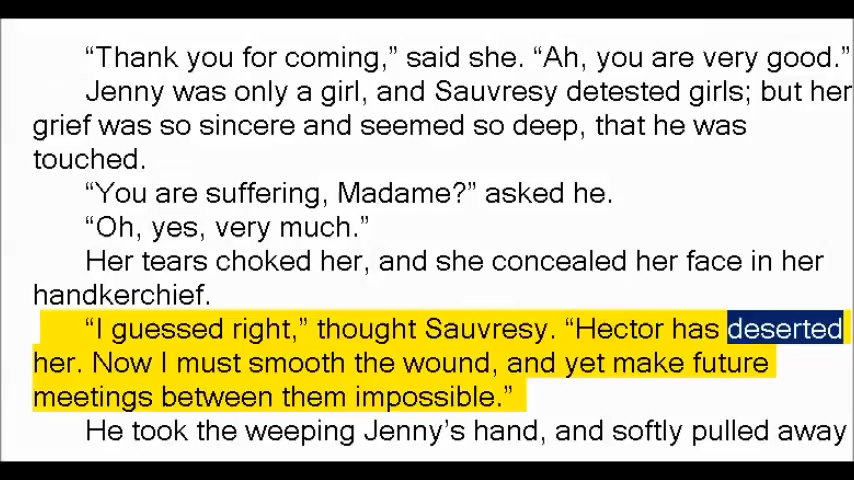 “Thank you for coming,” said she. “Ah, you are very good.”
Jenny was only a girl, and Sauvresy detested girls; but her
grief was so sincere and seemed so deep, that he was
touched.
“You are suffering, Madame?” asked he.
“Oh, yes, very much.”
Her tears choked her, and she concealed her face in her
handkerchief.
“I guessed right,” thought Sauvresy. “Hector has deserted
her. Now I must smooth the wound, and yet make future
meetings between them impossible.”
He took the weeping Jenny’s hand, and softly pulled away